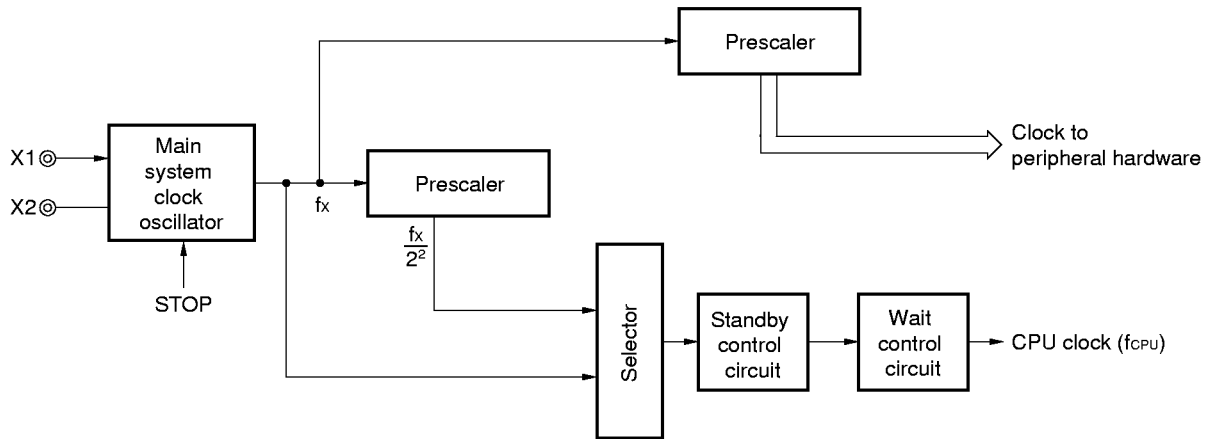 Prescaler
Clock to
peripheral hardware
X1
X2
Main
system
clock
oscillator
fX
Prescaler
fX
2²
STOP
Selector
Standby
control
circuit
Wait
control
circuit
CPU clock (fCPU)